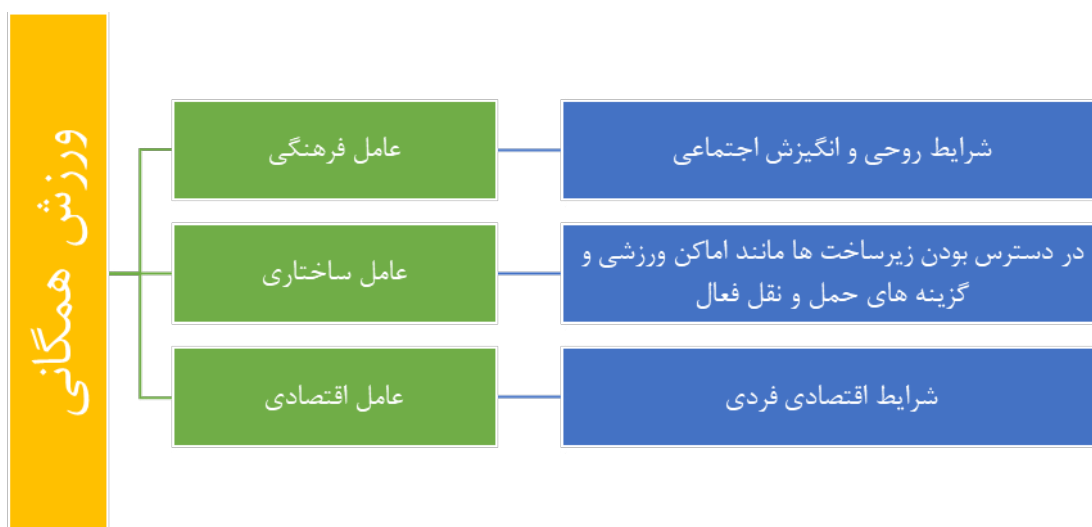 ورزش همگانی
عامل فرهنگی
شرایط روحی و انگیزش اجتماعی
عامل ساختاری
در دسترس بودن زیرساخت ها مانند اماکن ورزشی و
گزینه های حمل و نقل فعال
عامل اقتصادی
شرایط اقتصادی فردی